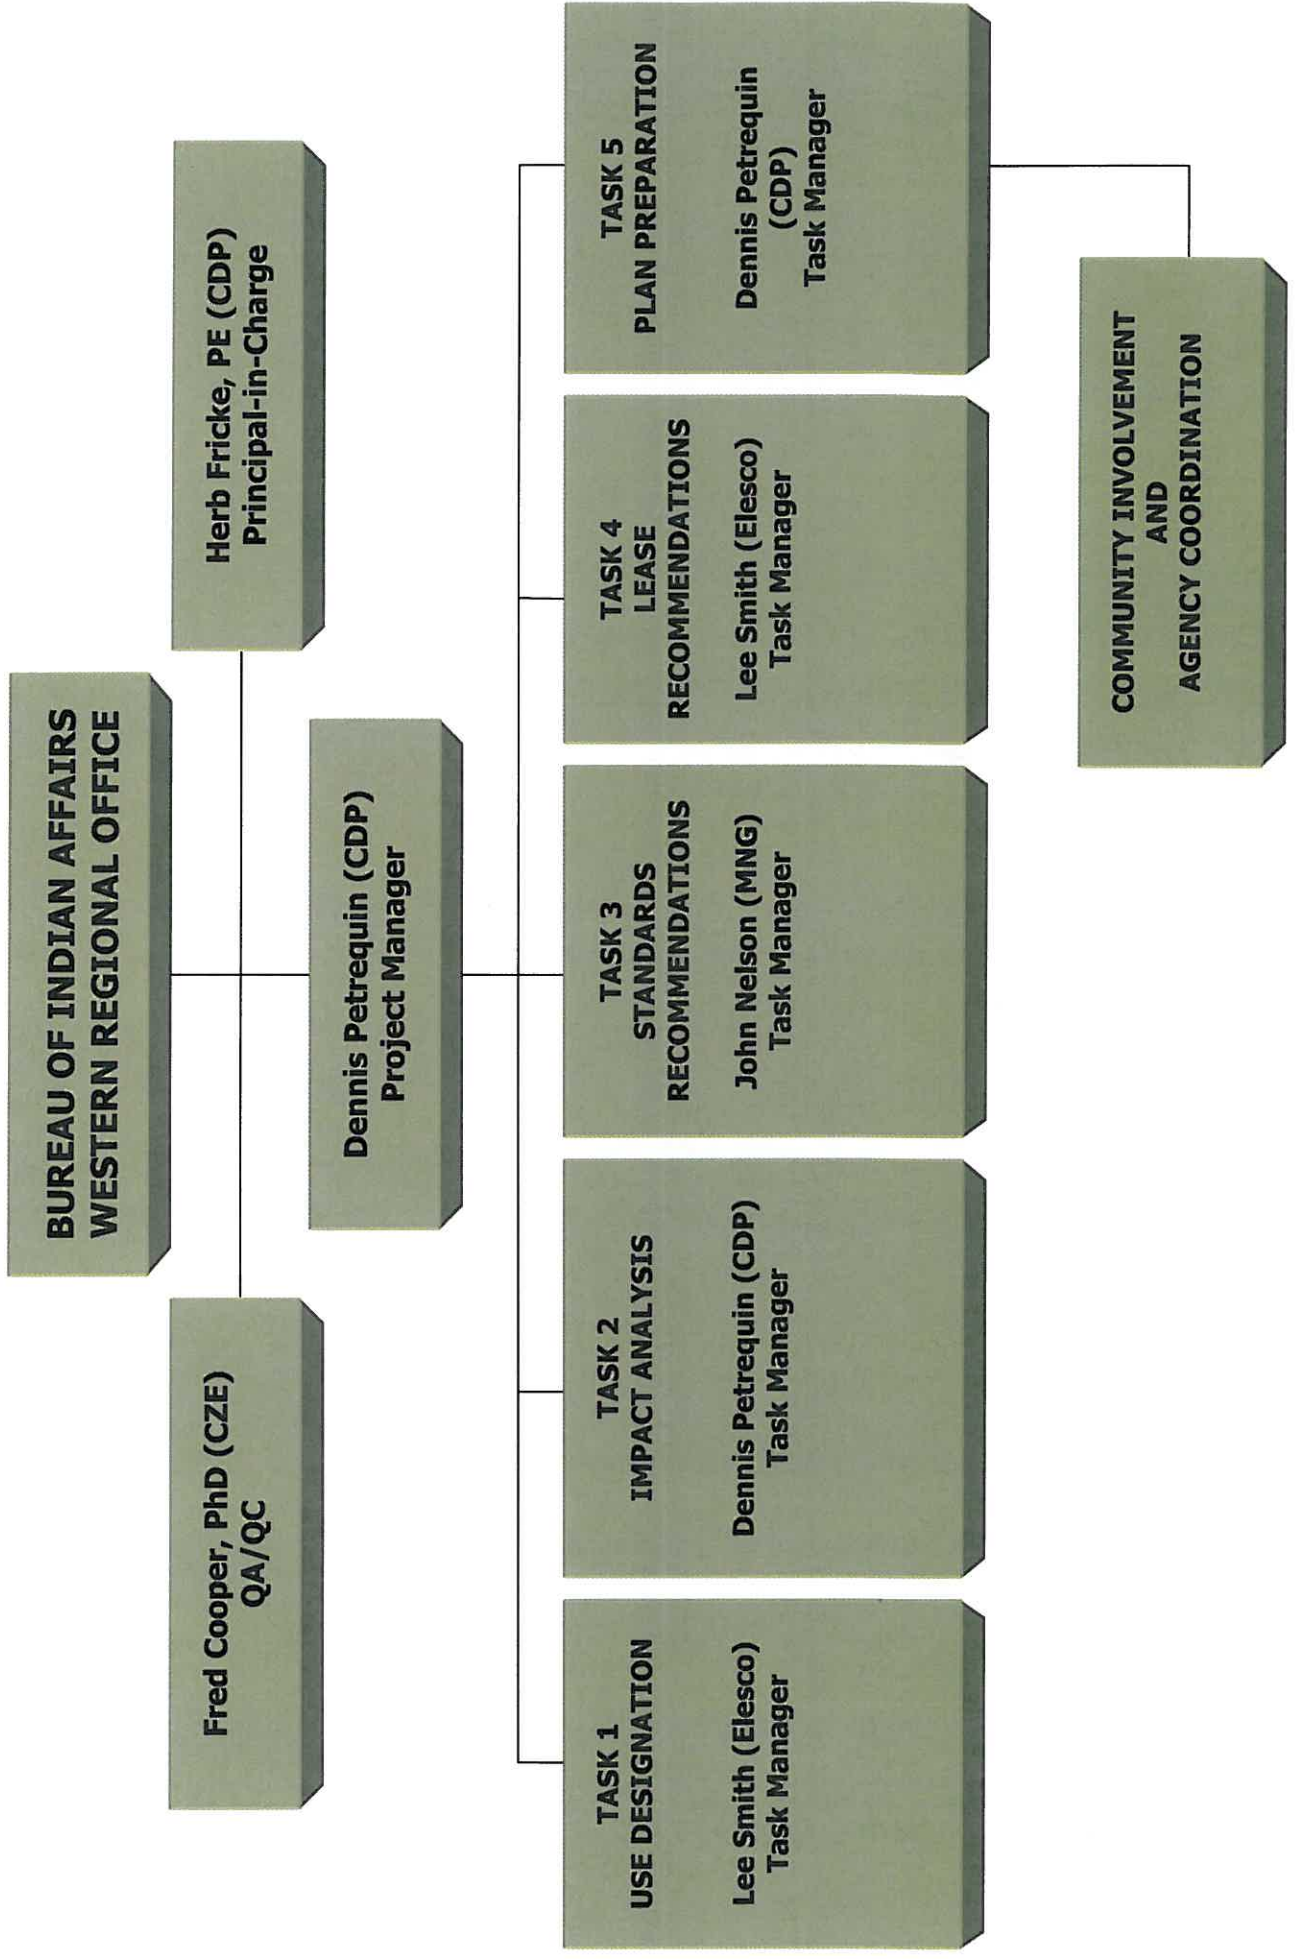 BUREAU OF INDIAN AFFAIRS
WESTERN REGIONAL OFFICE
Fred Cooper, PhD (CZE)
QA/QC
Herb Fricke, PE (CDP)
Principal-in-Charge
Dennis Petrequin (CDP)
Project Manager
TASK 1
USE DESIGNATION
Lee Smith (Elesco)
Task Manager
TASK 2
IMPACT ANALYSIS
Dennis Petrequin (CDP)
Task Manager
TASK 3
STANDARDS
RECOMMENDATIONS
John Nelson (MNG)
Task Manager
TASK 4
LEASE
RECOMMENDATIONS
Lee Smith (Elesco)
Task Manager
TASK 5
PLAN PREPARATION
Dennis Petrequin
(CDP)
Task Manager
COMMUNITY INVOLVEMENT
AND
AGENCY COORDINATION